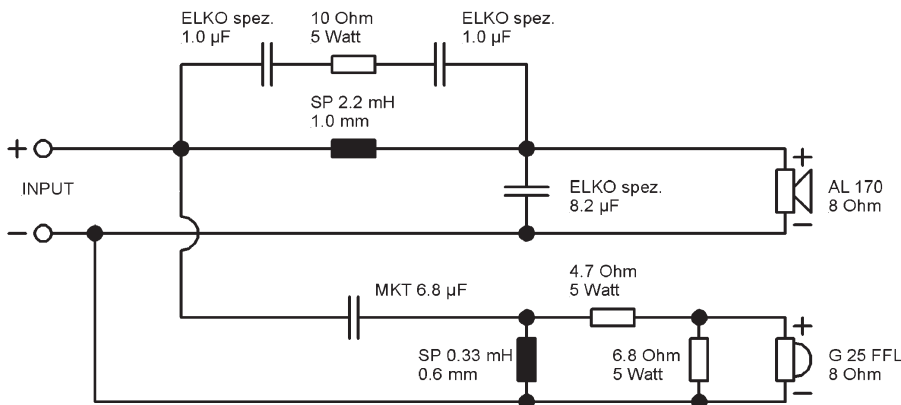 ELKO spez.
1.0 µF
10 Ohm
5 Watt
ELKO spez.
1.0 µF
SP 2.2 mH
1.0 mm
+
INPUT
–
ELKO spez.
8.2 µF
+
AL 170
8 Ohm
–
MKT 6.8 µF
4.7 Ohm
5 Watt
SP 0.33 mH
0.6 mm
6.8 Ohm
5 Watt
+
G 25 FFL
8 Ohm
–